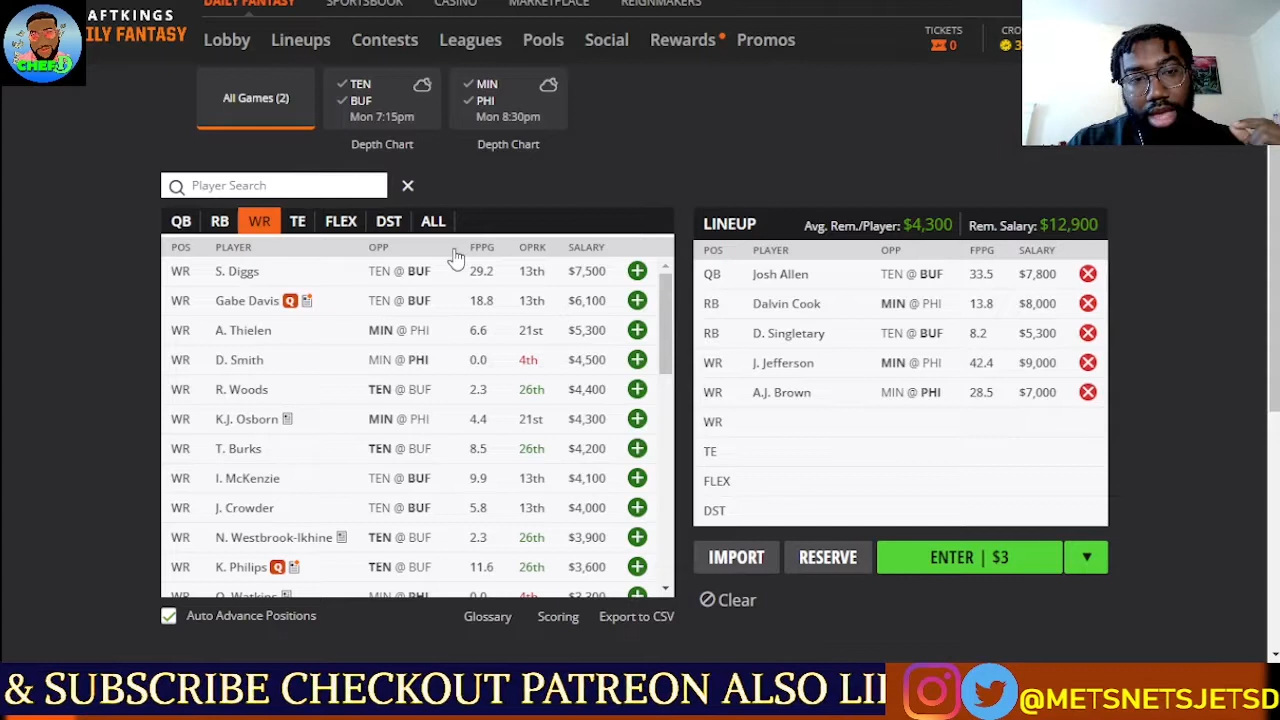 AFTKINGS
ILY FANTASY
CHEF
DAILY FANTASY SPORTSBOOK CASINO MARKETPLACE REIGNMAKERS
Lobby Lineups Contests Leagues Pools Social Rewards Promos
TICKETS
0
CRO
3
All Games (2)
TEN
BUF
Mon 7:15pm
MIN
PHI
Mon 8:30pm
Depth Chart Depth Chart
Player Search
QB RB WR TE FLEX DST ALL
POS PLAYER OPP FPPG OPRK SALARY
WR S. Diggs TEN @ BUF 29.2 13th $7,500
WR Gabe Davis Q TEN @ BUF 18.8 13th $6,100
WR A. Thielen MIN @ PHI 6.6 21st $5,300
WR D. Smith MIN @ PHI 0.0 4th $4,500
WR R. Woods TEN @ BUF 2.3 26th $4,400
WR K.J. Osborn MIN @ PHI 4.4 21st $4,300
WR T. Burks TEN @ BUF 8.5 26th $4,200
WR I. McKenzie TEN @ BUF 9.9 13th $4,100
WR J. Crowder TEN @ BUF 5.8 13th $4,000
WR N. Westbrook-Ikhine TEN @ BUF 2.3 26th $3,900
WR K. Philips Q TEN @ BUF 11.6 26th $3,600
WR Q. Watkins MIN @ PHI 0.0 4th $3,300
Auto Advance Positions Glossary Scoring Export to CSV
LINEUP Avg. Rem./Player: $4,300 Rem. Salary: $12,900
POS PLAYER OPP FPPG SALARY
QB Josh Allen TEN @ BUF 33.5 $7,800
RB Dalvin Cook MIN @ PHI 13.8 $8,000
RB D. Singletary TEN @ BUF 8.2 $5,300
WR J. Jefferson MIN @ PHI 42.4 $9,000
WR A.J. Brown MIN @ PHI 28.5 $7,000
WR
TE
FLEX
DST
IMPORT RESERVE ENTER | $3
Clear
& SUBSCRIBE CHECKOUT PATREON ALSO LI
@METSNETSJETSD